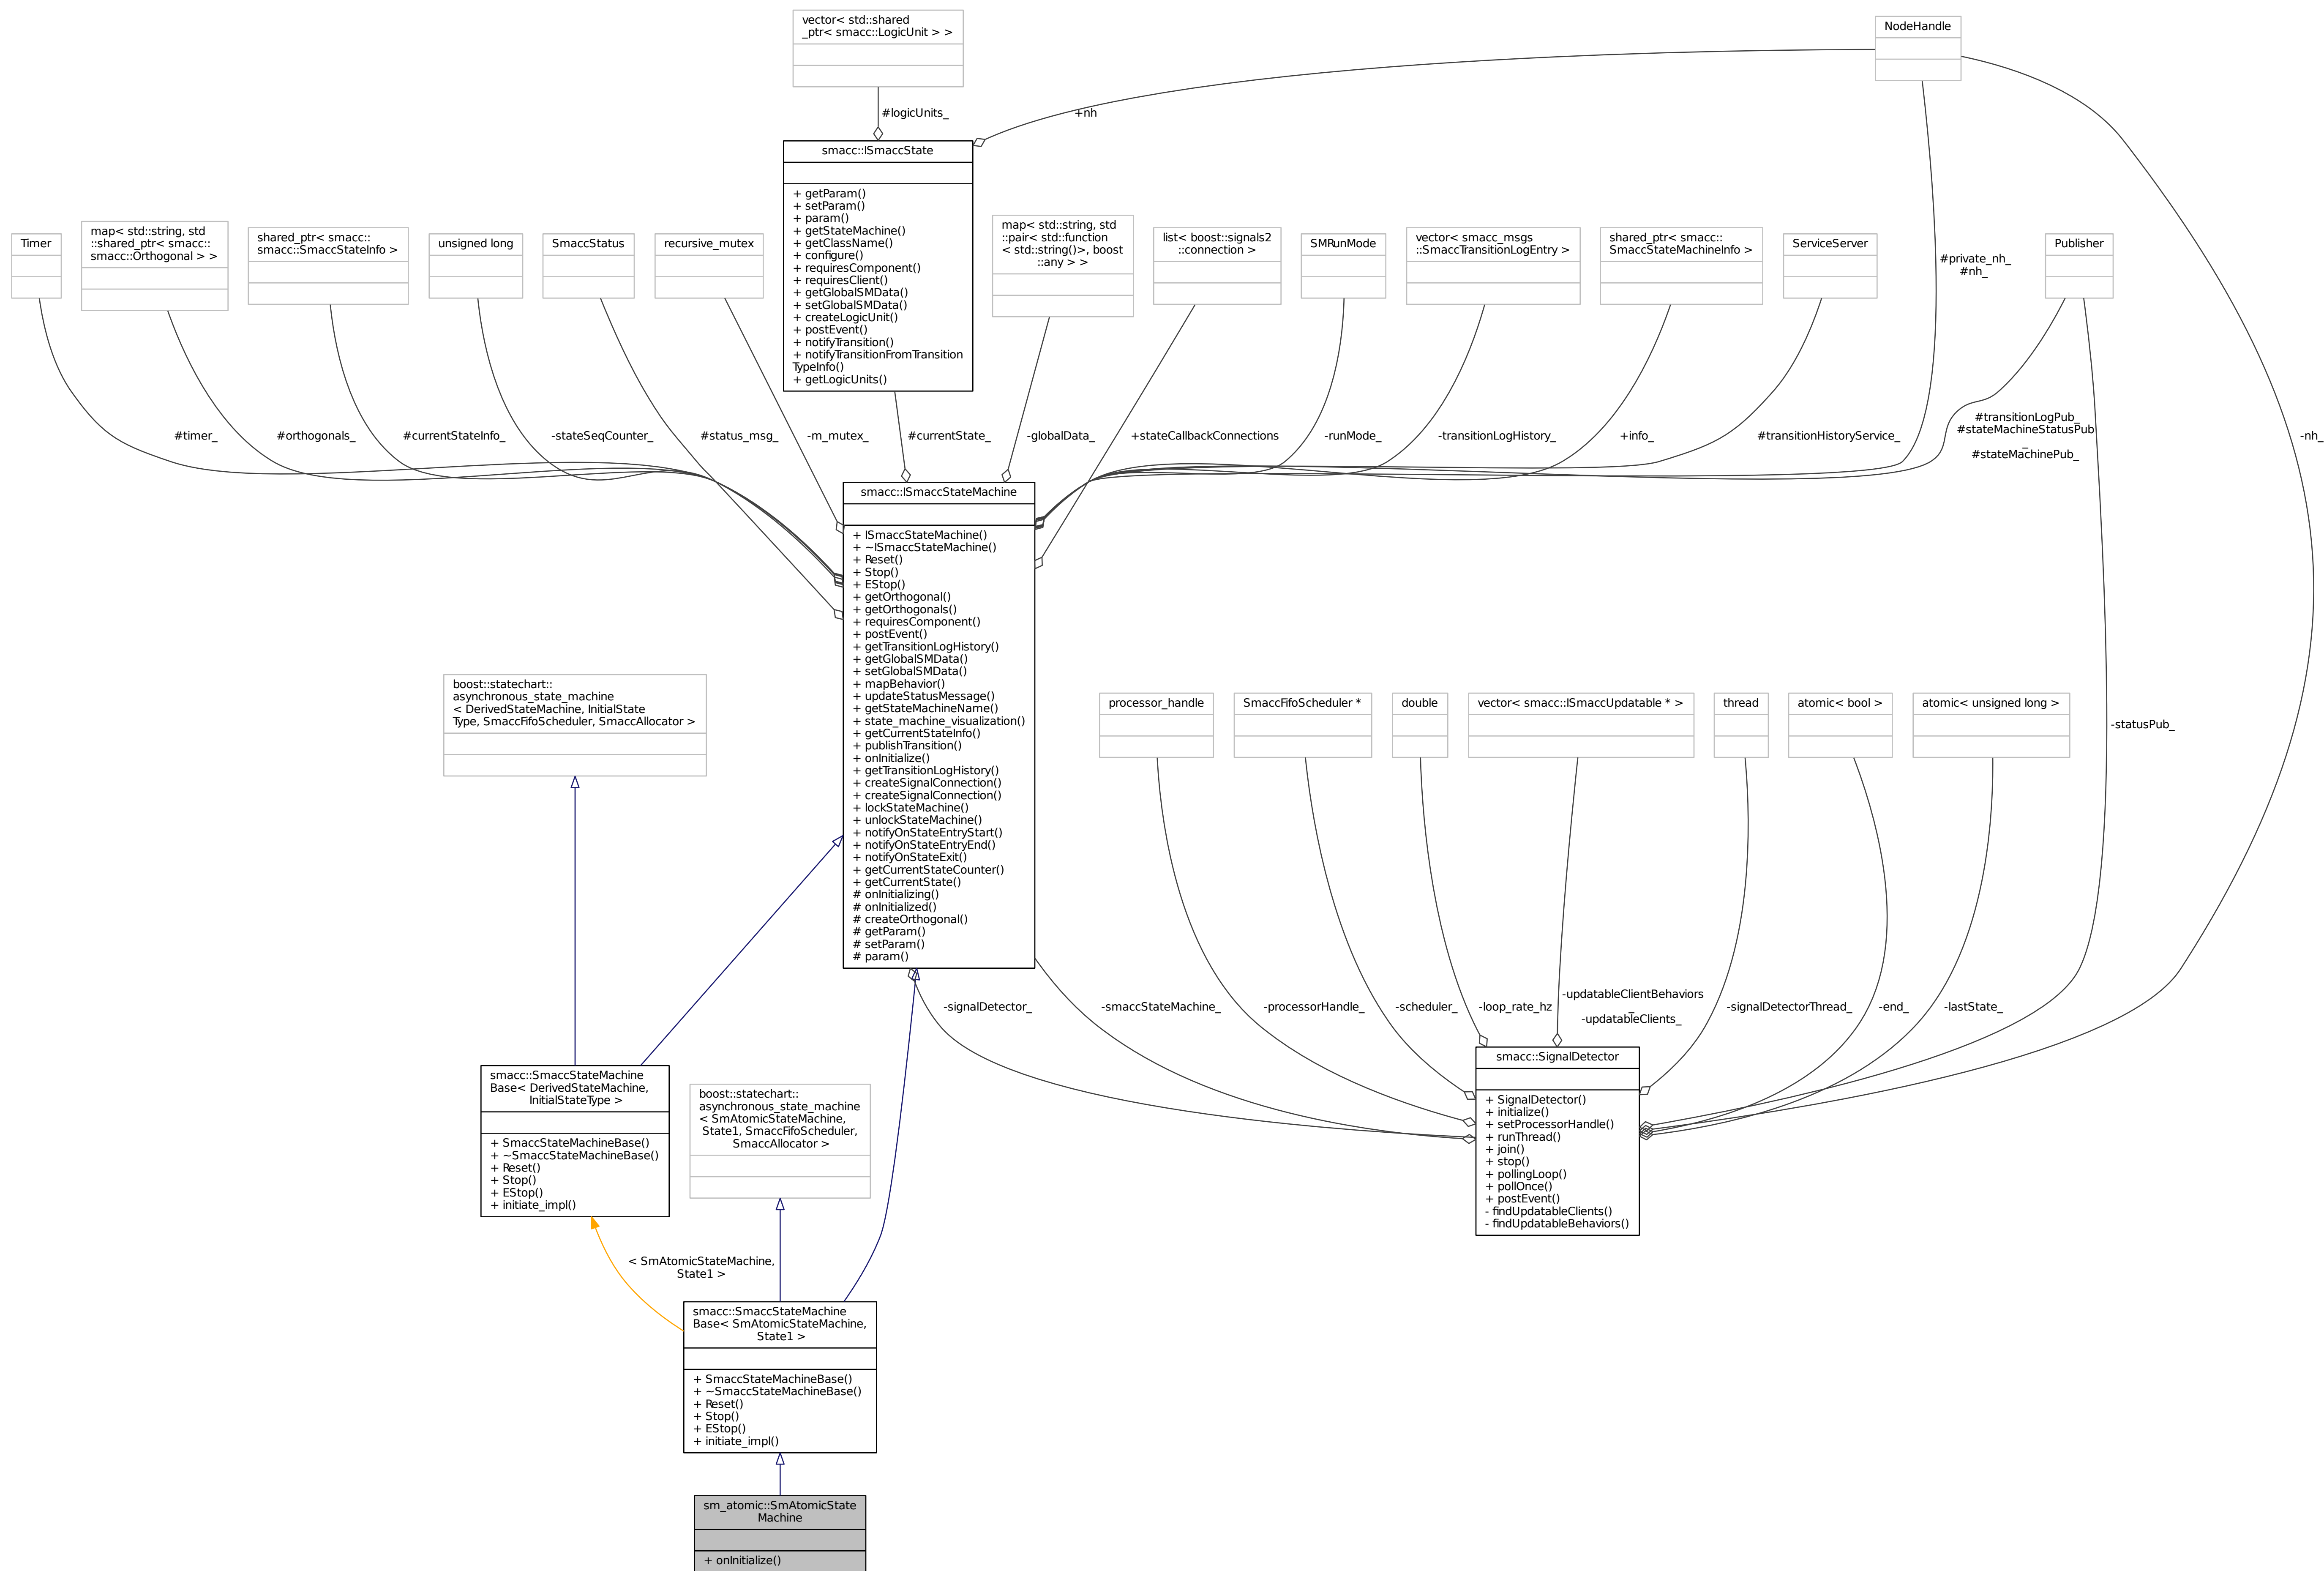 vector< std::shared
_ptr< smacc::LogicUnit > >
NodeHandle
#logicUnits_
+nh
smacc::ISmaccState
+ getParam()
+ setParam()
+ param()
+ getStateMachine()
+ getClassName()
+ configure()
+ requiresComponent()
+ requiresClient()
+ getGlobalSMData()
+ setGlobalSMData()
+ createLogicUnit()
+ postEvent()
+ notifyTransition()
+ notifyTransitionFromTransition
TypeInfo()
+ getLogicUnits()
Timer
map< std::string, std
::shared_ptr< smacc::
smacc::Orthogonal > >
shared_ptr< smacc::
smacc::SmaccStateInfo >
unsigned long
SmaccStatus
recursive_mutex
map< std::string, std
::pair< std::function
< std::string()>, boost
::any > >
list< boost::signals2
::connection >
SMRunMode
vector< smacc_msgs
::SmaccTransitionLogEntry >
shared_ptr< smacc::
SmaccStateMachineInfo >
ServiceServer
Publisher
#private_nh_
#nh_
#timer_
#orthogonals_
#currentStateInfo_
-stateSeqCounter_
#status_msg_
-m_mutex_
#currentState_
-globalData_
+stateCallbackConnections
-runMode_
-transitionLogHistory_
+info_
#transitionHistoryService_
#transitionLogPub_
#stateMachineStatusPub
_
#stateMachinePub_
-nh_
smacc::ISmaccStateMachine
+ ISmaccStateMachine()
+ ~ISmaccStateMachine()
+ Reset()
+ Stop()
+ EStop()
+ getOrthogonal()
+ getOrthogonals()
+ requiresComponent()
+ postEvent()
+ getTransitionLogHistory()
+ getGlobalSMData()
+ setGlobalSMData()
+ mapBehavior()
+ updateStatusMessage()
+ getStateMachineName()
+ state_machine_visualization()
+ getCurrentStateInfo()
+ publishTransition()
+ onInitialize()
+ getTransitionLogHistory()
+ createSignalConnection()
+ createSignalConnection()
+ lockStateMachine()
+ unlockStateMachine()
+ notifyOnStateEntryStart()
+ notifyOnStateEntryEnd()
+ notifyOnStateExit()
+ getCurrentStateCounter()
+ getCurrentState()
# onInitializing()
# onInitialized()
# createOrthogonal()
# getParam()
# setParam()
# param()
boost::statechart::
asynchronous_state_machine
< DerivedStateMachine, InitialState
Type, SmaccFifoScheduler, SmaccAllocator >
processor_handle
SmaccFifoScheduler *
double
vector< smacc::ISmaccUpdatable * >
thread
atomic< bool >
atomic< unsigned long >
-statusPub_
-signalDetector_
-smaccStateMachine_
-processorHandle_
-scheduler_
-loop_rate_hz
-updatableClientBehaviors
_
-updatableClients_
-signalDetectorThread_
-end_
-lastState_
smacc::SignalDetector
+ SignalDetector()
+ initialize()
+ setProcessorHandle()
+ runThread()
+ join()
+ stop()
+ pollingLoop()
+ pollOnce()
+ postEvent()
- findUpdatableClients()
- findUpdatableBehaviors()
smacc::SmaccStateMachine
Base< DerivedStateMachine,
InitialStateType >
+ SmaccStateMachineBase()
+ ~SmaccStateMachineBase()
+ Reset()
+ Stop()
+ EStop()
+ initiate_impl()
boost::statechart::
asynchronous_state_machine
< SmAtomicStateMachine,
State1, SmaccFifoScheduler,
SmaccAllocator >
< SmAtomicStateMachine,
State1 >
smacc::SmaccStateMachine
Base< SmAtomicStateMachine,
State1 >
+ SmaccStateMachineBase()
+ ~SmaccStateMachineBase()
+ Reset()
+ Stop()
+ EStop()
+ initiate_impl()
sm_atomic::SmAtomicState
Machine
+ onInitialize()